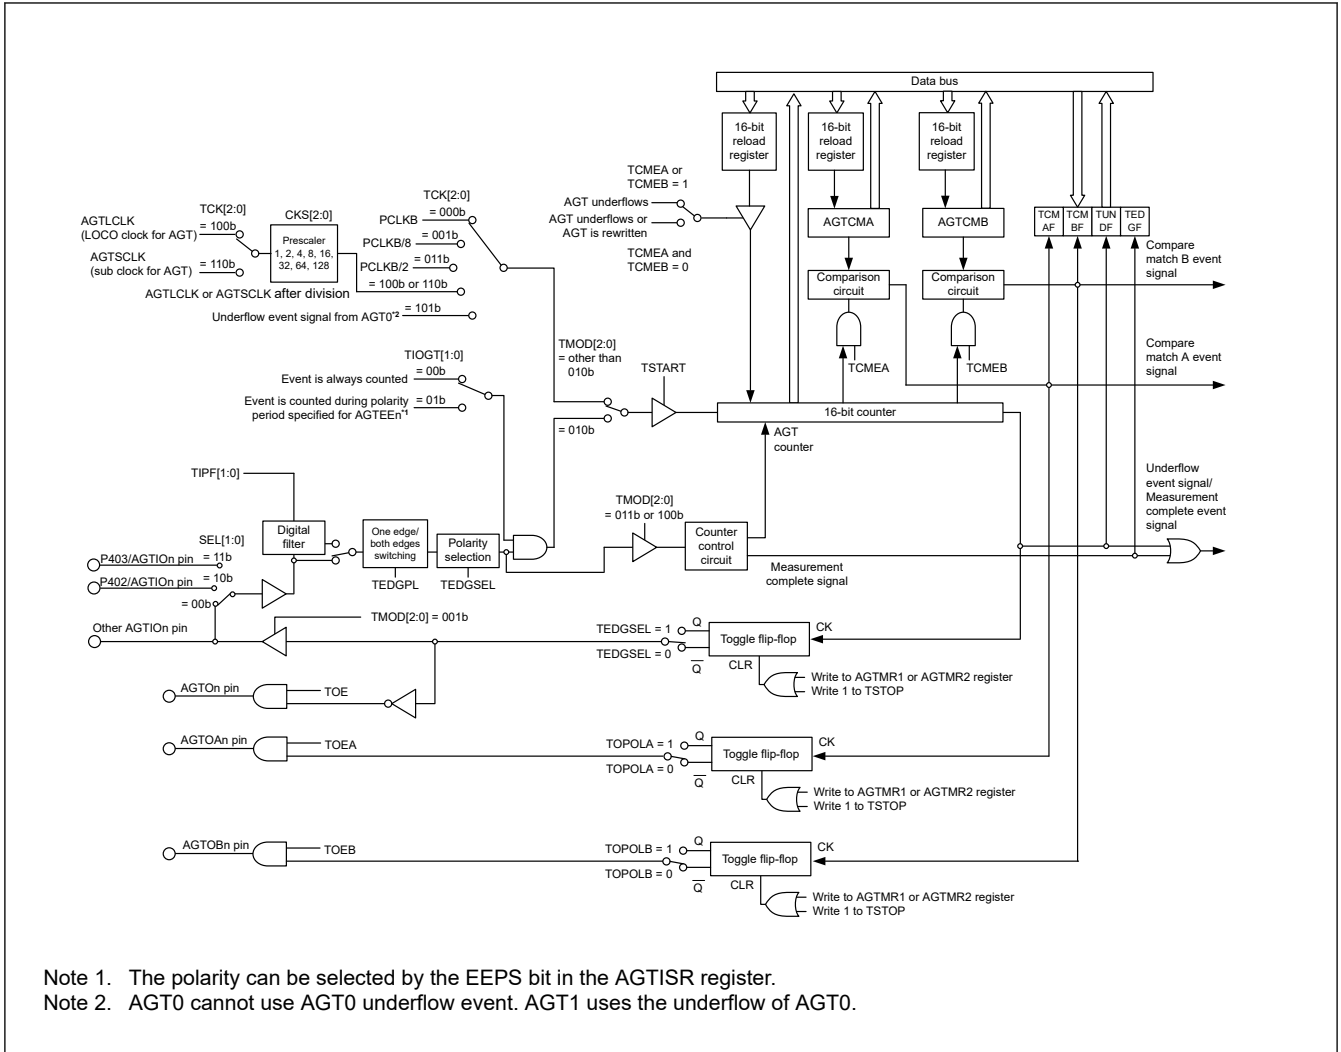 Data bus
16-bit
reload
register
16-bit
reload
register
16-bit
reload
register
TCMEA or
TCMEB = 1
AGT underflows
AGT underflows or
AGT is rewritten
TCMEA and
TCMEB = 0
AGTCMA
AGTCMB
TCM
AF
TCM
BF
TUN
DF
TED
GF
Comparison
circuit
Comparison
circuit
TCMEA
TCMEB
Compare
match B event
signal
Compare
match A event
signal
TCK[2:0]
AGTLCLK
(LOCO clock for AGT)
= 100b
AGTSCLK
(sub clock for AGT)
= 110b
CKS[2:0]
Prescaler
1, 2, 4, 8, 16,
32, 64, 128
TCK[2:0]
PCLKB
= 000b
PCLKB/8
= 001b
PCLKB/2
= 011b
= 100b or 110b
AGTLCLK or AGTSCLK after division
Underflow event signal from AGT0*2
= 101b
TIOGT[1:0]
Event is always counted
= 00b
Event is counted during polarity
period specified for AGTEEn*1
= 01b
TMOD[2:0]
= other than
010b
= 010b
TSTART
16-bit counter
AGT
counter
Underflow
event signal/
Measurement
complete event
signal
TIPF[1:0]
SEL[1:0]
P403/AGTIOn pin
= 11b
P402/AGTIOn pin
= 10b
= 00b
Other AGTIOn pin
Digital
filter
One edge/
both edges
switching
TEDGPL
Polarity
selection
TEDGSEL
TMOD[2:0]
= 011b or 100b
Counter
control
circuit
Measurement
complete signal
TMOD[2:0] = 001b
TEDGSEL = 1
TEDGSEL = 0
Q
Q
Toggle flip-flop
CK
CLR
Write to AGTMR1 or AGTMR2 register
Write 1 to TSTOP
AGTOn pin
TOE
AGTOAn pin
TOEA
TOPOLA = 1
TOPOLA = 0
Q
Q
Toggle flip-flop
CK
CLR
Write to AGTMR1 or AGTMR2 register
Write 1 to TSTOP
AGTOBn pin
TOEB
TOPOLB = 1
TOPOLB = 0
Q
Q
Toggle flip-flop
CK
CLR
Write to AGTMR1 or AGTMR2 register
Write 1 to TSTOP
Note 1. The polarity can be selected by the EEPS bit in the AGTISR register.
Note 2. AGT0 cannot use AGT0 underflow event. AGT1 uses the underflow of AGT0.